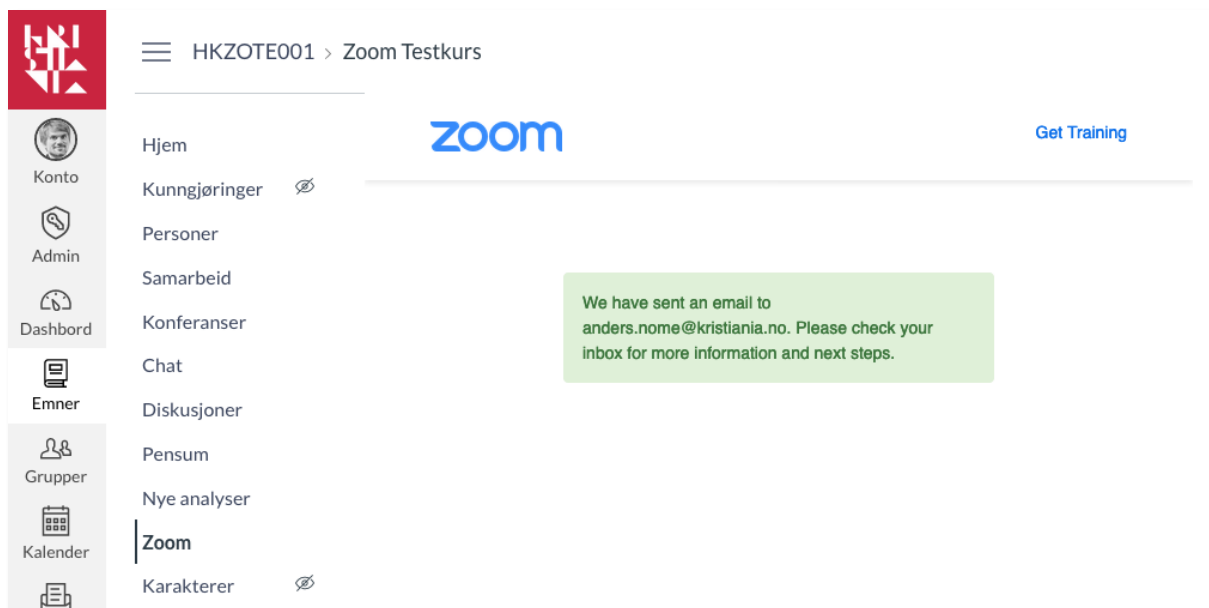 HKZOTE001 > Zoom Testkurs
Konto
Admin
Dashbord
Emner
Grupper
Kalender
Hjem
Kunngjøringer
Personer
Samarbeid
Konferanser
Chat
Diskusjoner
Pensum
Nye analyser
Zoom
Karakterer
zoom
Get Training
We have sent an email to
anders.nome@kristiania.no. Please check your
inbox for more information and next steps.